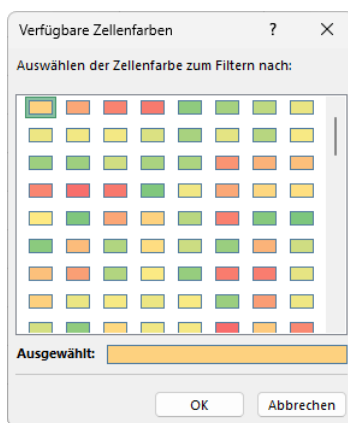 Verfügbare Zellenfarben ?
Auswählen der Zellenfarbe zum Filtern nach:
Ausgewählt:
OK Abbrechen